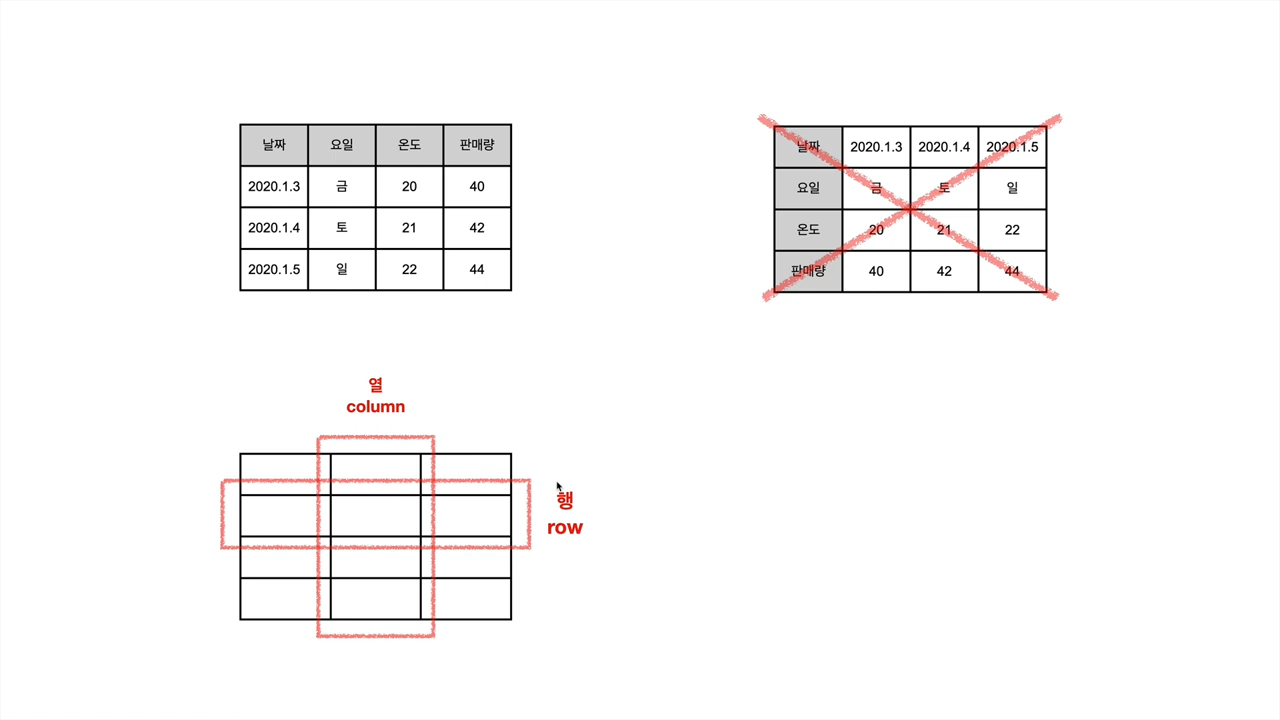 날짜 요일 온도 판매량
2020.1.3 금 20 40
2020.1.4 토 21 42
2020.1.5 일 22 44
날짜 2020.1.3 2020.1.4 2020.1.5
요일 금 토 일
온도 20 21 22
판매량 40 42 44
열
column
행
row